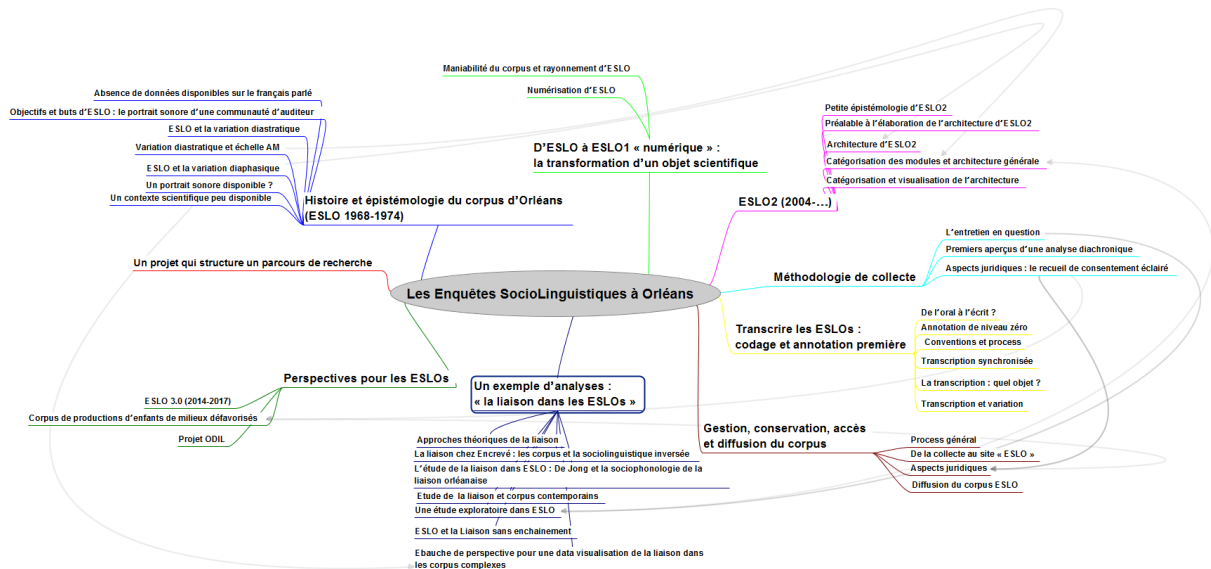 Les Enquêtes SocioLinguistiques à Orléans
Un projet qui structure un parcours de recherche
Histoire et épistémologie du corpus d'Orléans
(ESLO 1968-1974)
Absence de données disponibles sur le français parlé
Objectifs et buts d'ESLO : le portrait sonore d'une communauté d'auditeur
ESLO et la variation diastratique
Variation diastratique et échelle AM
ESLO et la variation diaphasique
Un portrait sonore disponible ?
Un contexte scientifique peu disponible
D'ESLO à ESLO1 « numérique » :
la transformation d'un objet scientifique
Maniabilité du corpus et rayonnement d'ESLO
Numérisation d'ESLO
ESLO2 (2004-...)
Petite épistémologie d'ESLO2
Préalable à l'élaboration de l'architecture d'ESLO2
Architecture d'ESLO2
Catégorisation des modules et architecture générale
Catégorisation et visualisation de l'architecture
Méthodologie de collecte
L'entretien en question
Premiers aperçus d'une analyse diachronique
Aspects juridiques : le recueil de consentement éclairé
Transcrire les ESLOs :
codage et annotation première
De l'oral à l'écrit ?
Annotation de niveau zéro
Conventions et process
Transcription synchronisée
La transcription : quel objet ?
Transcription et variation
Gestion, conservation, accès
et diffusion du corpus
Process général
De la collecte au site « ESLO »
Aspects juridiques
Diffusion du corpus ESLO
Un exemple d'analyses :
« la liaison dans les ESLOs »
Approches théoriques de la liaison
La liaison chez Encrevé : les corpus et la sociolinguistique inversée
L'étude de la liaison dans ESLO : De Jong et la sociophonologie de la
liaison orléanaise
Etude de la liaison et corpus contemporains
Une étude exploratoire dans ESLO
ESLO et la Liaison sans enchainement
Ebauche de perspective pour une data visualisation de la liaison dans
les corpus complexes
Perspectives pour les ESLOs
ESLO 3.0 (2014-2017)
Corpus de productions d'enfants de milieux défavorisés
Projet ODIL